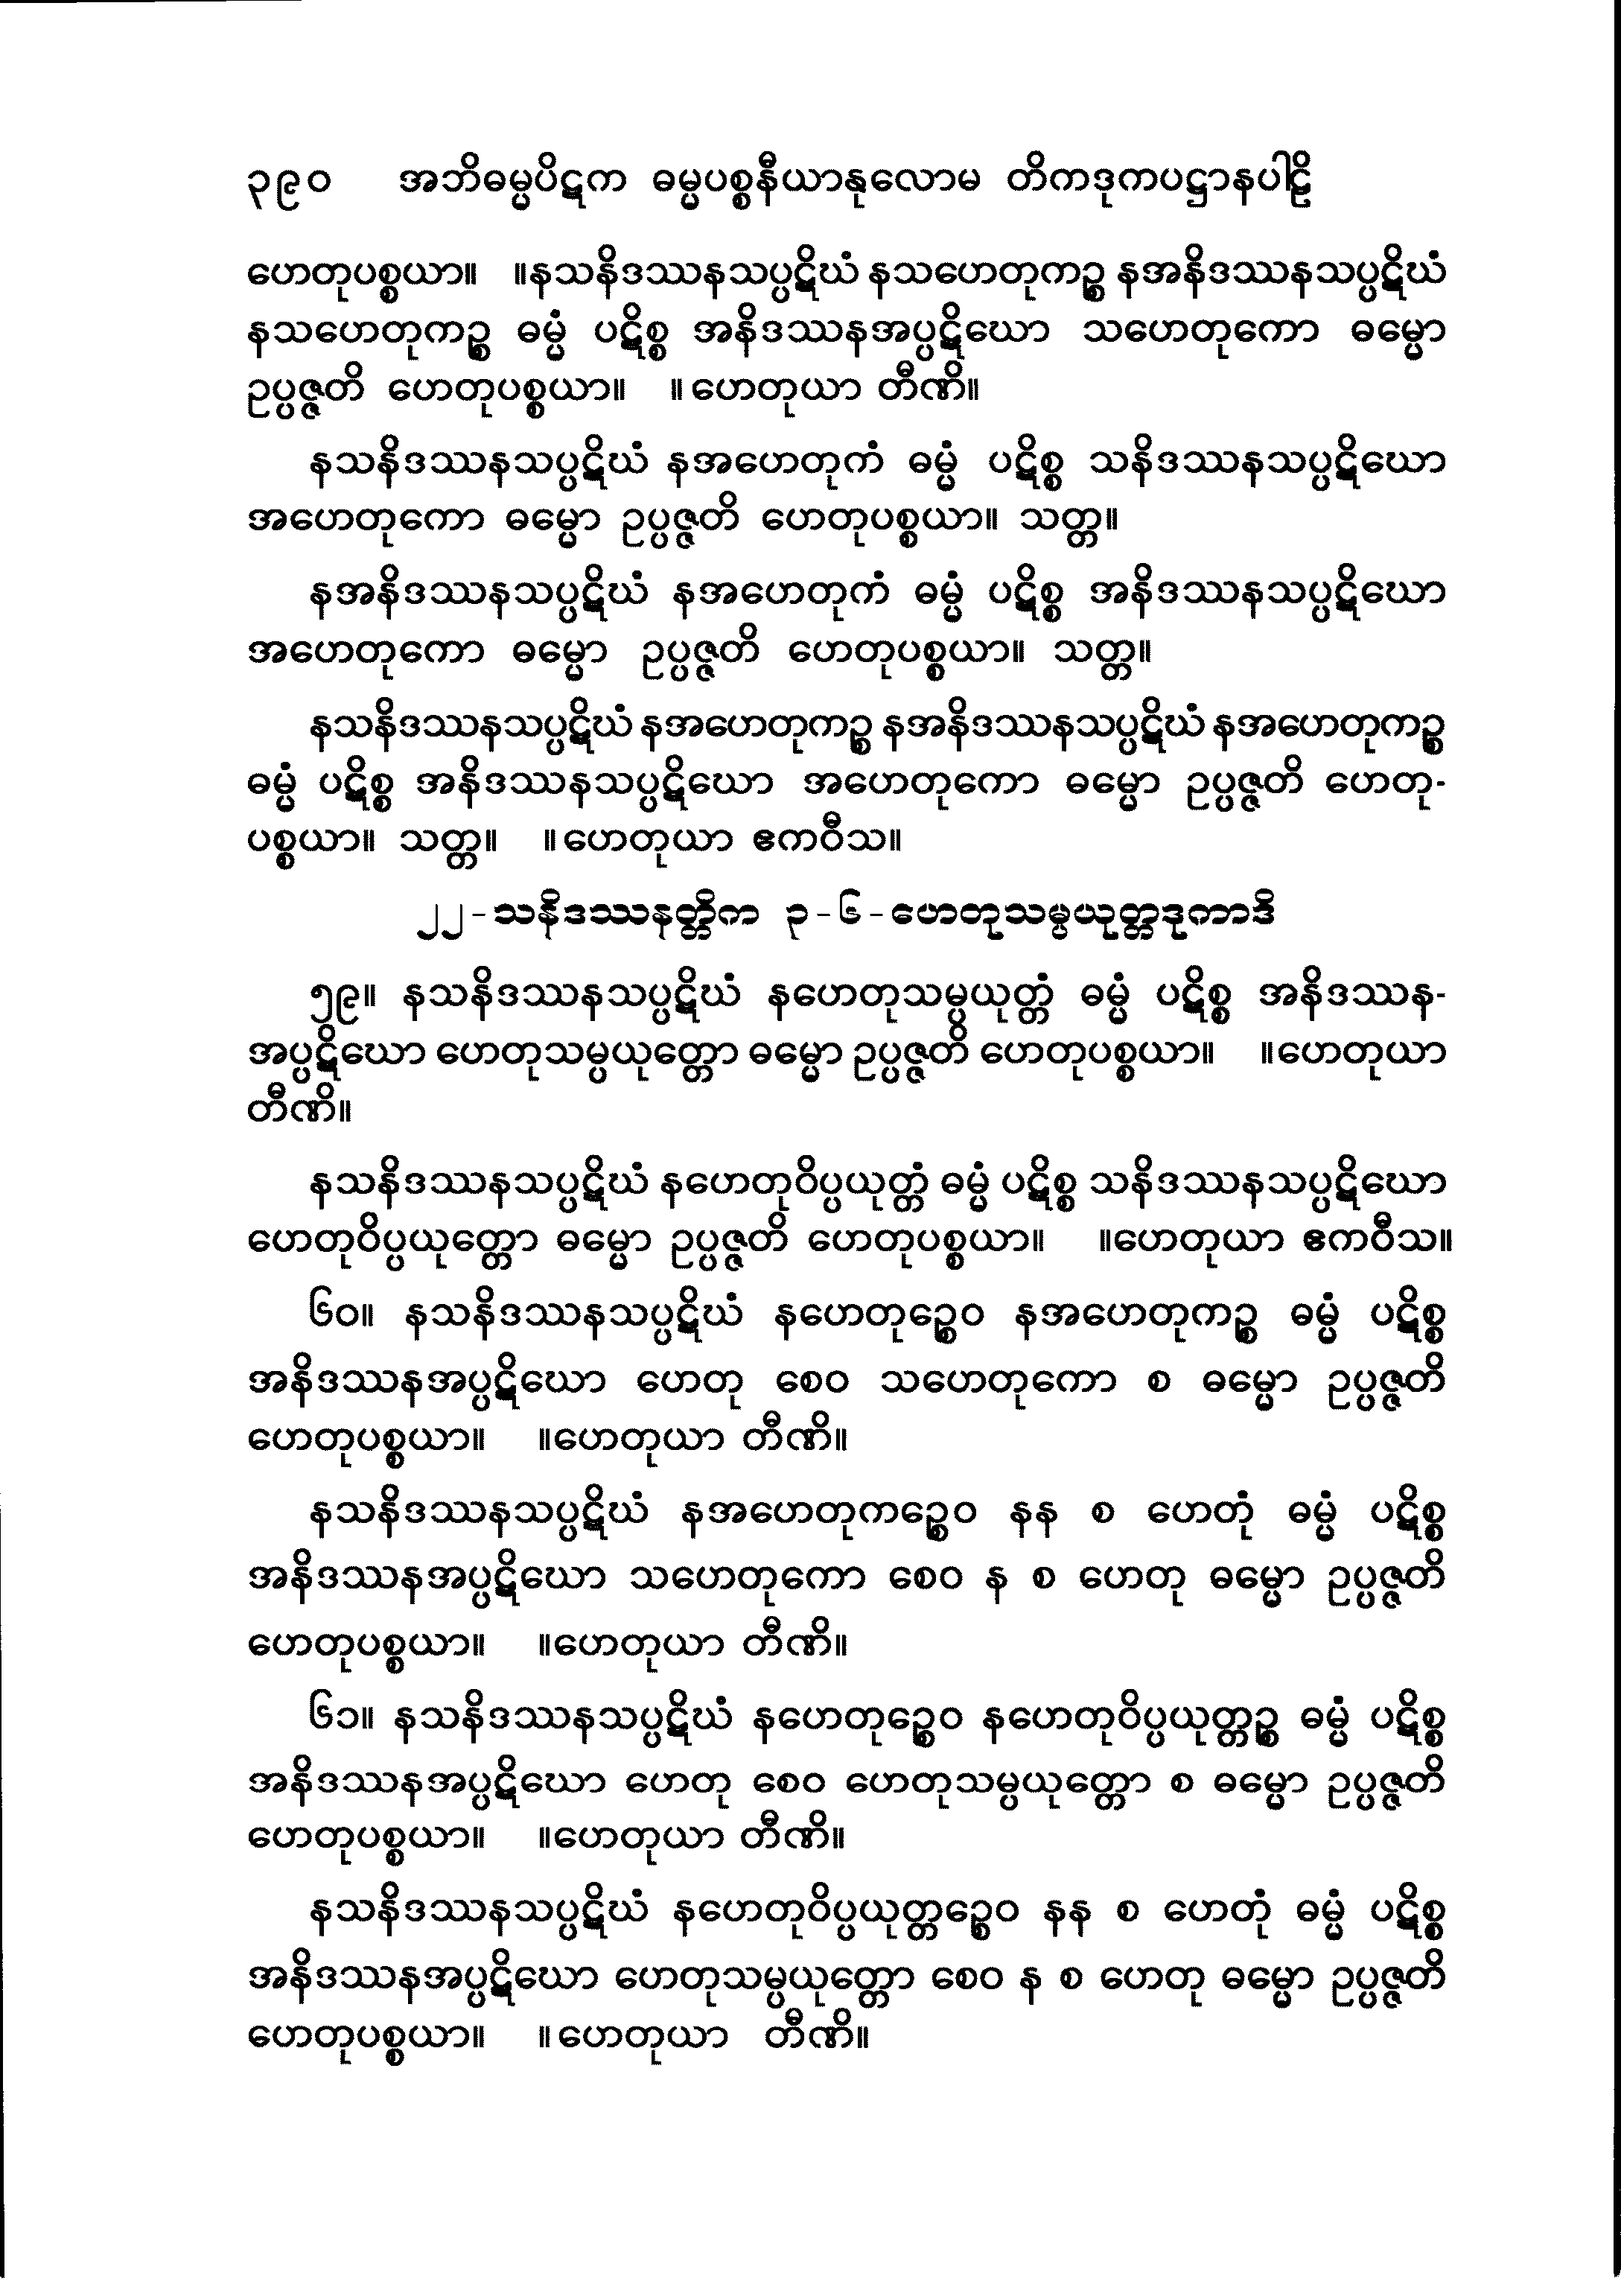 ၃၉၀ အဘိဓမ္မပိဋက ဓမ္မပစ္စနီယာနုလောမ တိကဒုကပဋ္ဌာနပါဠိ
ဟေတုပစ္စယာ။ ။နသနိဒဿနသပ္ပဋိဃံ နသဟေတုကဉ္စ နအနိဒဿနသပ္ပဋိဃံ
နသဟေတုကဉ္စ ဓမ္မံ ပဋိစ္စ အနိဒဿနအပ္ပဋိဃော သဟေတုကော ဓမ္မော
ဥပ္ပဇ္ဇတိ ဟေတုပစ္စယာ။ ။ဟေတုယာ တီဏိ။
နသနိဒဿနသပ္ပဋိဃံ နအဟေတုကံ ဓမ္မံ ပဋိစ္စ သနိဒဿနသပ္ပဋိဃော
အဟေတုကော ဓမ္မော ဥပ္ပဇ္ဇတိ ဟေတုပစ္စယာ။ သတ္တ။
နအနိဒဿနသပ္ပဋိဃံ နအဟေတုကံ ဓမ္မံ ပဋိစ္စ အနိဒဿနသပ္ပဋိဃော
အဟေတုကော ဓမ္မော ဥပ္ပဇ္ဇတိ ဟေတုပစ္စယာ။ သတ္တ။
နသနိဒဿနသပ္ပဋိဃံ နအဟေတုကဉ္စ နအနိဒဿနသပ္ပဋိဃံ နအဟေတုကဉ္စ
ဓမ္မံ ပဋိစ္စ အနိဒဿနသပ္ပဋိဃော အဟေတုကော ဓမ္မော ဥပ္ပဇ္ဇတိ ဟေတု-
ပစ္စယာ။ သတ္တ။ ။ဟေတုယာ ဧကဝီသ။
၂၂-သနိဒဿနတ္တိက ၃-၆-ဟေတုသမ္ပယုတ္တဒုကာဒိ
၅၉။ နသနိဒဿနသပ္ပဋိဃံ နဟေတုသမ္ပယုတ္တံ ဓမ္မံ ပဋိစ္စ အနိဒဿန-
အပ္ပဋိဃော ဟေတုသမ္ပယုတ္တော ဓမ္မော ဥပ္ပဇ္ဇတိ ဟေတုပစ္စယာ။ ။ဟေတုယာ
တီဏိ။
နသနိဒဿနသပ္ပဋိဃံ နဟေတုဝိပ္ပယုတ္တံ ဓမ္မံ ပဋိစ္စ သနိဒဿနသပ္ပဋိဃော
ဟေတုဝိပ္ပယုတ္တော ဓမ္မော ဥပ္ပဇ္ဇတိ ဟေတုပစ္စယာ။ ။ဟေတုယာ ဧကဝီသ။
၆၀။ နသနိဒဿနသပ္ပဋိဃံ နဟေတုဉ္စေဝ နအဟေတုကဉ္စ ဓမ္မံ ပဋိစ္စ
အနိဒဿနအပ္ပဋိဃော ဟေတု စေဝ သဟေတုကော စ ဓမ္မော ဥပ္ပဇ္ဇတိ
ဟေတုပစ္စယာ။ ။ဟေတုယာ တီဏိ။
နသနိဒဿနသပ္ပဋိဃံ နအဟေတုကဉ္စေဝ နန စ ဟေတုံ ဓမ္မံ ပဋိစ္စ
အနိဒဿနအပ္ပဋိဃော သဟေတုကော စေဝ န စ ဟေတု ဓမ္မော ဥပ္ပဇ္ဇတိ
ဟေတုပစ္စယာ။ ။ဟေတုယာ တီဏိ။
၆၁။ နသနိဒဿနသပ္ပဋိဃံ နဟေတုဉ္စေဝ နဟေတုဝိပ္ပယုတ္တဉ္စ ဓမ္မံ ပဋိစ္စ
အနိဒဿနအပ္ပဋိဃော ဟေတု စေဝ ဟေတုသမ္ပယုတ္တော စ ဓမ္မော ဥပ္ပဇ္ဇတိ
ဟေတုပစ္စယာ။ ။ဟေတုယာ တီဏိ။
နသနိဒဿနသပ္ပဋိဃံ နဟေတုဝိပ္ပယုတ္တဉ္စေဝ နန စ ဟေတုံ ဓမ္မံ ပဋိစ္စ
အနိဒဿနအပ္ပဋိဃော ဟေတုသမ္ပယုတ္တော စေဝ န စ ဟေတု ဓမ္မော ဥပ္ပဇ္ဇတိ
ဟေတုပစ္စယာ။ ။ဟေတုယာ တီဏိ။